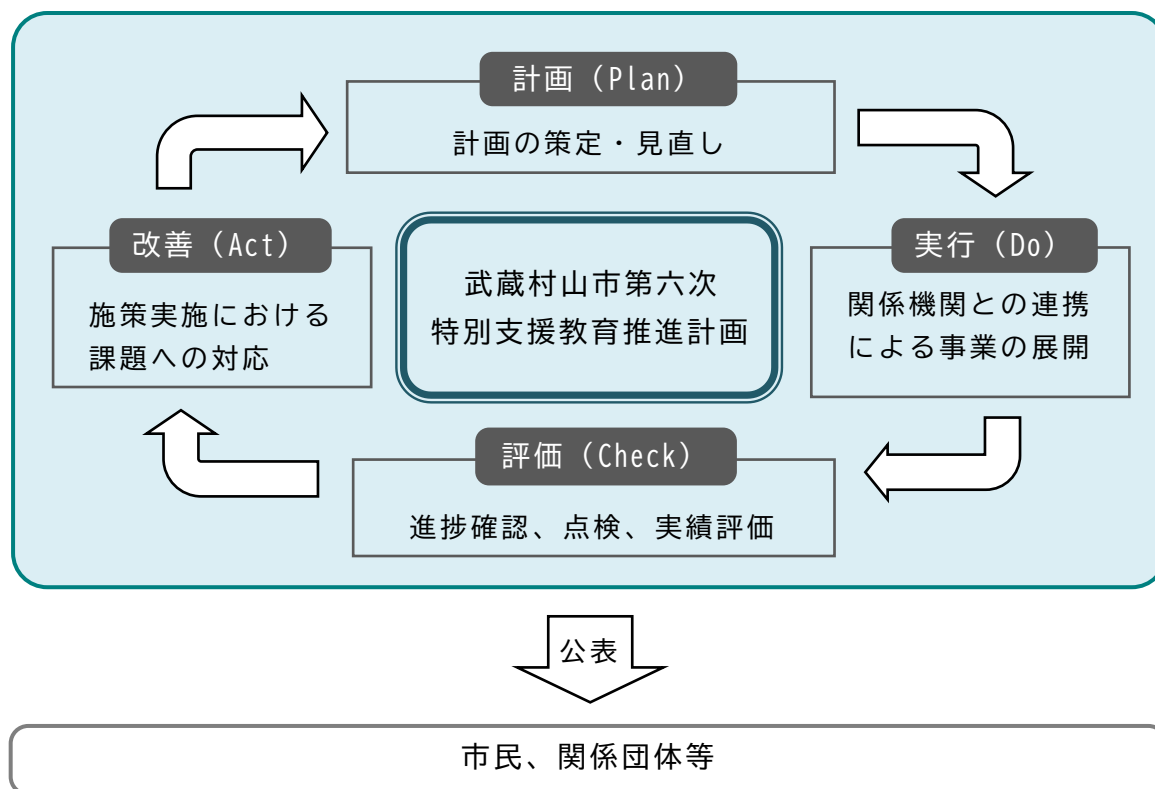 計画（Plan）
計画の策定・見直し
改善（Act）
施策実施における
課題への対応
武蔵村山市第六次
特別支援教育推進計画
実行（Do）
関係機関との連携
による事業の展開
評価（Check）
進捗確認、点検、実績評価
公表
市民、関係団体等